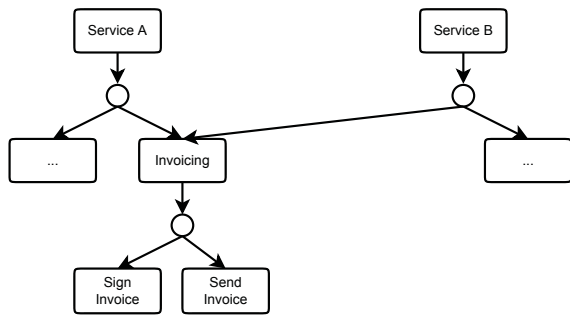 Service A
Service B
...
Invoicing
...
Sign
Invoice
Send
Invoice